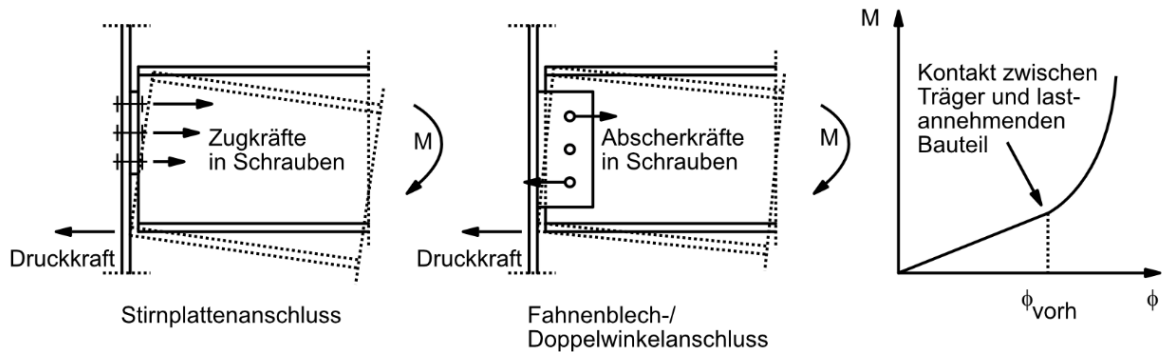 Zugkräfte
in Schrauben
M
Druckkraft
Stirnplattenanschluss
Abscherkräfte
in Schrauben
M
Druckkraft
Fahnenblech-/
Doppelwinkelanschluss
M
Kontakt zwischen
Träger und last-
annehmenden
Bauteil
ϕvorh
ϕ